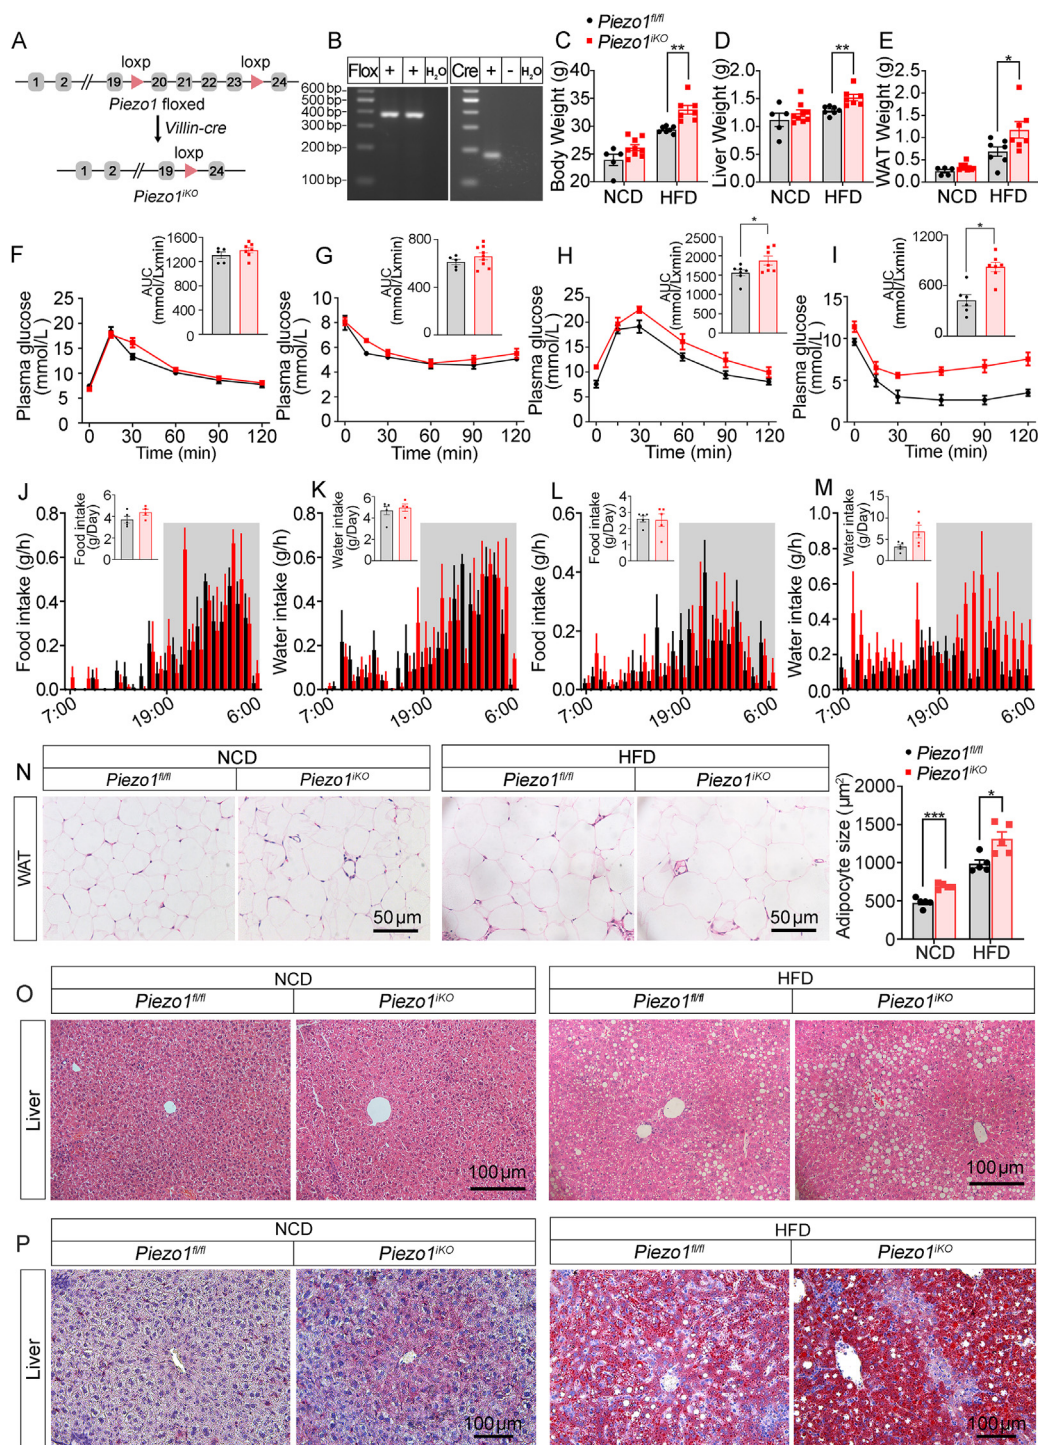 A
loxp
loxp
1 2 19 20 21 22 23 24
Piezo1 floxed
Villin-cre
loxp
1 2 19 24
Piezo1iKO
B
Flox + + H2O
Cre + - H2O
600 bp
500 bp
400 bp
300 bp
200 bp
100 bp
Piezo1fl/fl
Piezo1iKO
C
Body Weight (g)
40
35
30
25
20
**
NCD HFD
D
Liver Weight (g)
2.0
1.5
1.0
0.5
0.0
**
NCD HFD
E
WAT Weight (g)
2.5
2.0
1.5
1.0
0.5
0.0
*
NCD HFD
F
Plasma glucose
(mmol/L)
25
20
15
10
5
0
0 30 60 90 120
Time (min)
AUC
(mmol/Lxmin)
1600
1200
800
400
0
G
Plasma glucose
(mmol/L)
10
8
6
4
2
0
0 30 60 90 120
Time (min)
AUC
(mmol/Lxmin)
800
400
0
H
Plasma glucose
(mmol/L)
25
20
15
10
5
0
0 30 60 90 120
Time (min)
AUC
(mmol/Lxmin)
2500
2000
1500
1000
500
0
*
I
Plasma glucose
(mmol/L)
15
10
5
0
0 30 60 90 120
Time (min)
AUC
(mmol/Lxmin)
1200
600
0
*
J
Food intake (g/h)
0.8
0.6
0.4
0.2
0.0
7:00 19:00 6:00
Food intake
(g/Day)
6
4
2
0
K
Water intake (g/h)
0.8
0.6
0.4
0.2
0.0
7:00 19:00 6:00
Water intake
(g/Day)
6
4
2
0
L
Food intake (g/h)
0.6
0.4
0.2
0.0
7:00 19:00 6:00
Food intake
(g/Day)
4
3
2
1
0
M
Water intake (g/h)
1.0
0.8
0.6
0.4
0.2
0.0
7:00 19:00 6:00
Water intake
(g/Day)
15
10
5
0
N
NCD
Piezo1fl/fl Piezo1iKO
HFD
Piezo1fl/fl Piezo1iKO
WAT
50 μm
50 μm
Piezo1fl/fl
Piezo1iKO
Adipocyte size (μm2)
2000
1500
1000
500
0
***
*
NCD HFD
O
NCD
Piezo1fl/fl Piezo1iKO
HFD
Piezo1fl/fl Piezo1iKO
Liver
100 μm
100 μm
P
NCD
Piezo1fl/fl Piezo1iKO
HFD
Piezo1fl/fl Piezo1iKO
Liver
100 μm
100 μm